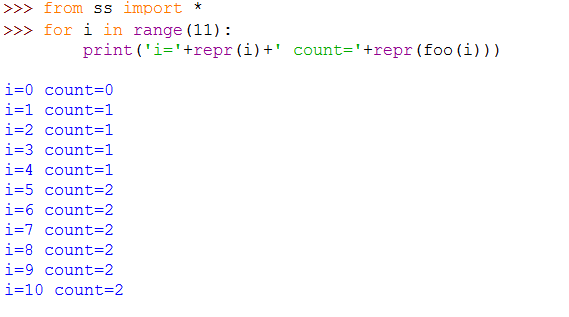 >>> from ss import *
>>> for i in range(11):
        print('i='+repr(i)+' count='+repr(foo(i)))
i=0 count=0
i=1 count=1
i=2 count=1
i=3 count=1
i=4 count=1
i=5 count=2
i=6 count=2
i=7 count=2
i=8 count=2
i=9 count=2
i=10 count=2